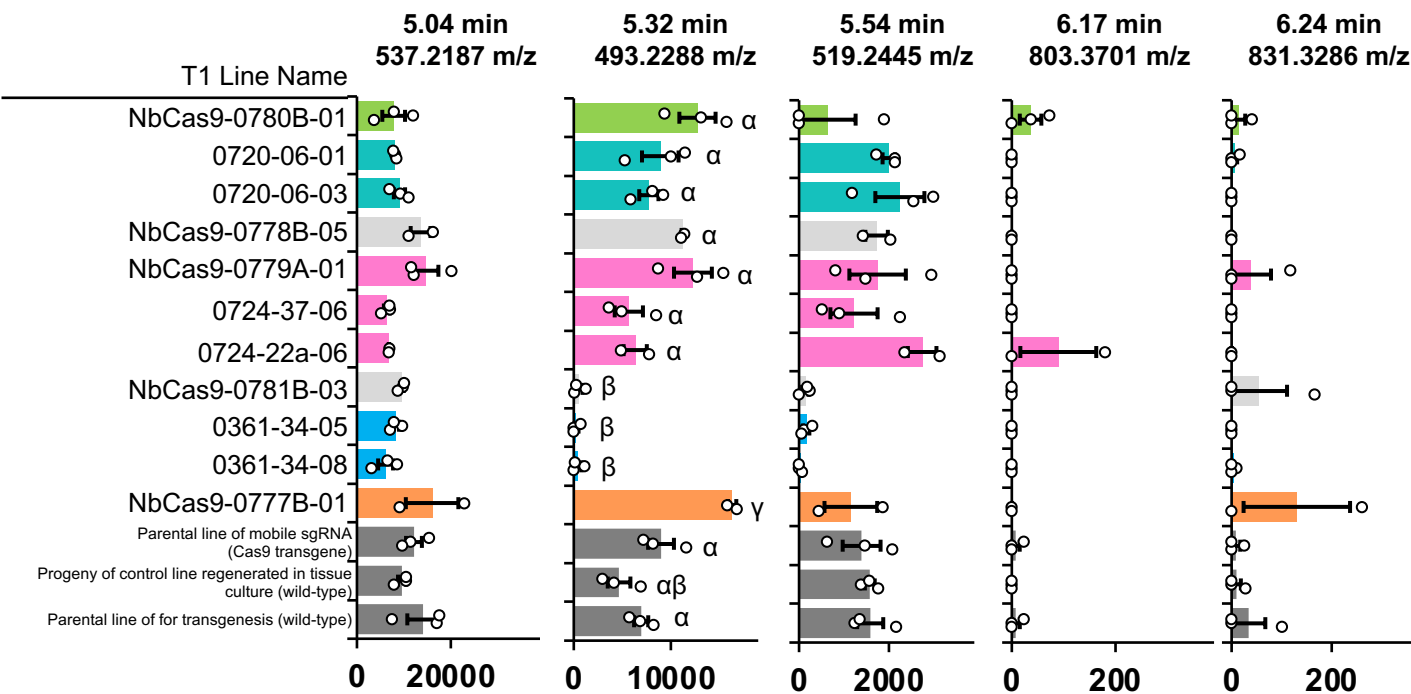 5.04 min 5.32 min 5.54 min 6.17 min 6.24 min
537.2187 m/z 493.2288 m/z 519.2445 m/z 803.3701 m/z 831.3286 m/z
T1 Line Name
NbCas9-0780B-01 α
0720-06-01 α
0720-06-03 α
NbCas9-0778B-05 α
NbCas9-0779A-01 α
0724-37-06 α
0724-22a-06 α
NbCas9-0781B-03 β
0361-34-05 β
0361-34-08 β
NbCas9-0777B-01 γ
Parental line of mobile sgRNA
(Cas9 transgene) α
Progeny of control line regenerated in tissue
culture (wild-type) αβ
Parental line of for transgenesis (wild-type) α
0 20000 0 10000 0 2000 0 200 0 200